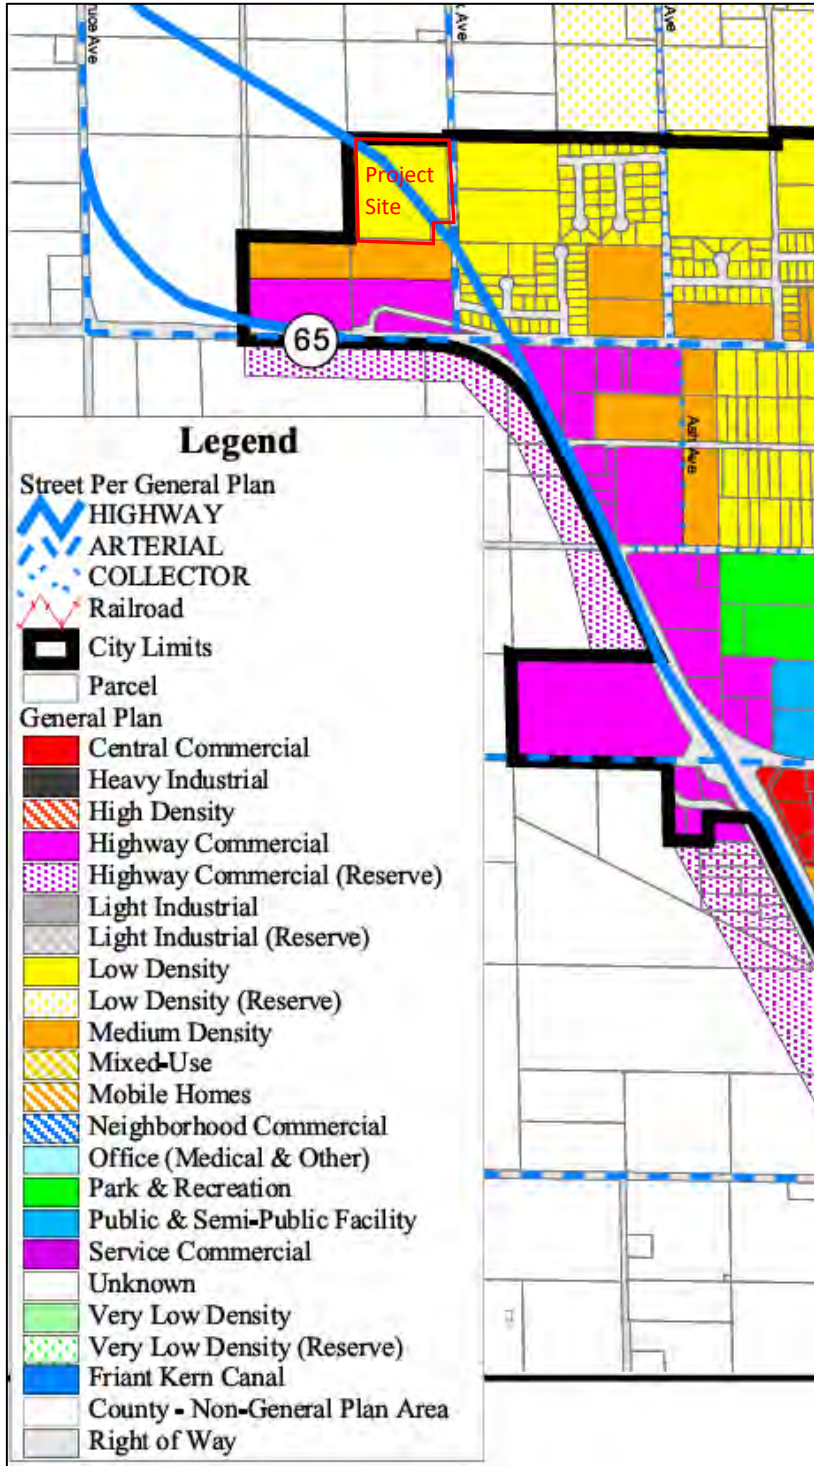 ruce Ave
Ave
Ave
Project
Site
65
Ash Ave
Legend
Street Per General Plan
HIGHWAY
ARTERIAL
COLLECTOR
Railroad
City Limits
Parcel
General Plan
Central Commercial
Heavy Industrial
High Density
Highway Commercial
Highway Commercial (Reserve)
Light Industrial
Light Industrial (Reserve)
Low Density
Low Density (Reserve)
Medium Density
Mixed-Use
Mobile Homes
Neighborhood Commercial
Office (Medical & Other)
Park & Recreation
Public & Semi-Public Facility
Service Commercial
Unknown
Very Low Density
Very Low Density (Reserve)
Friant Kern Canal
County - Non-General Plan Area
Right of Way